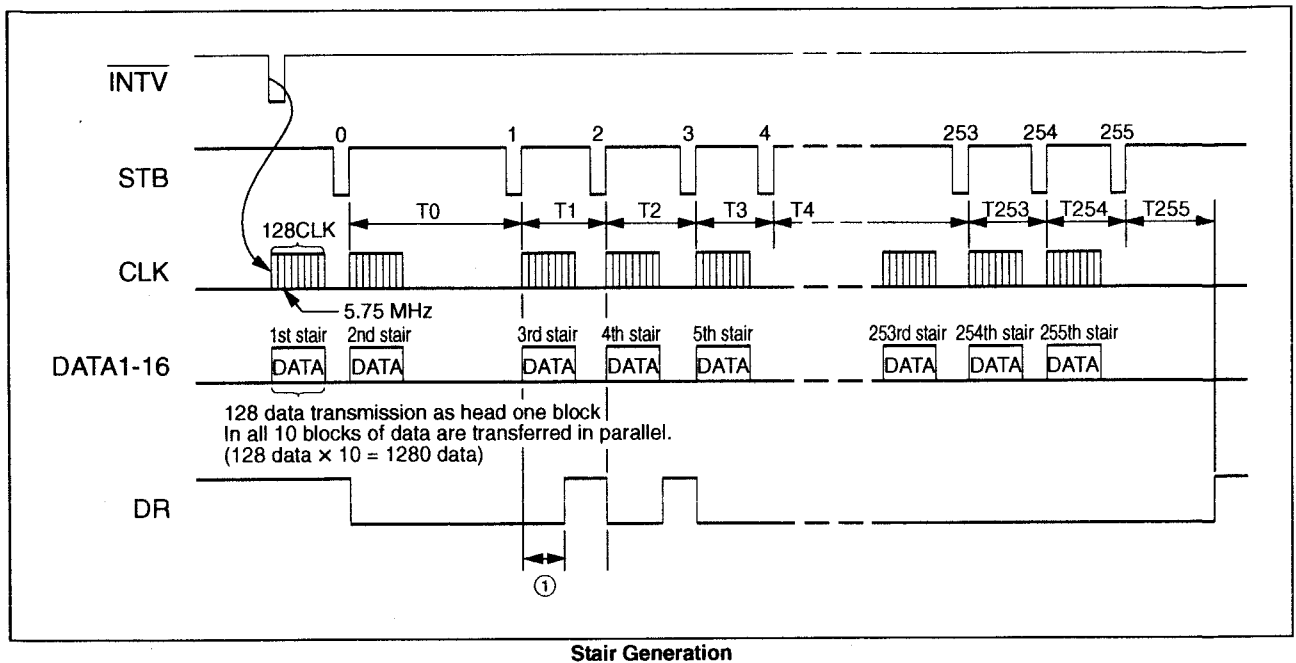 INTV
0 1 2 3 4 253 254 255
STB
T0 T1 T2 T3 T4 T253 T254 T255
128CLK
CLK
5.75 MHz
1st stair 2nd stair 3rd stair 4th stair 5th stair 253rd stair 254th stair 255th stair
DATA1-16
DATA DATA DATA DATA DATA DATA DATA DATA
128 data transmission as head one block
In all 10 blocks of data are transferred in parallel.
(128 data × 10 = 1280 data)
DR
①
Stair Generation